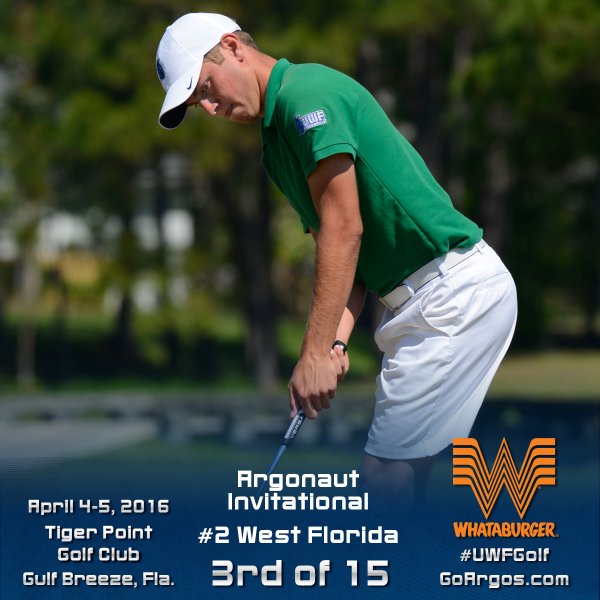 UWF
April 4-5, 2016
Tiger Point
Golf Club
Gulf Breeze, Fla.
Argonaut
Invitational
#2 West Florida
3rd of 15
WHATABURGER
#UWFGolf
GoArgos.com